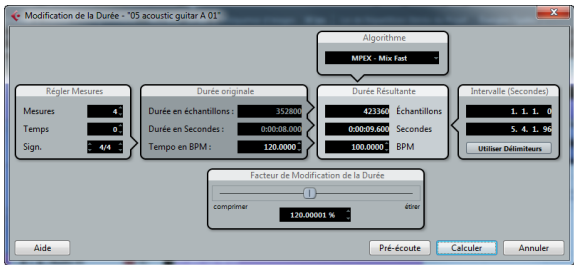 Modification de la Durée - "05 acoustic guitar A 01"
Algorithme
MPEX - Mix Fast
Régler Mesures
Mesures 4
Temps 0
Sign. 4/4
Durée originale
Durée en échantillons : 352800
Durée en Secondes : 0:00:08.000
Tempo en BPM : 120.0000
Durée Résultante
423360 Échantillons
0:00:09.600 Secondes
100.0000 BPM
Intervalle (Secondes)
1. 1. 1. 0
5. 4. 1. 96
Utiliser Délimiteurs
Facteur de Modification de la Durée
comprimer étirer
120.00001 %
Aide Pré-écoute Calculer Annuler